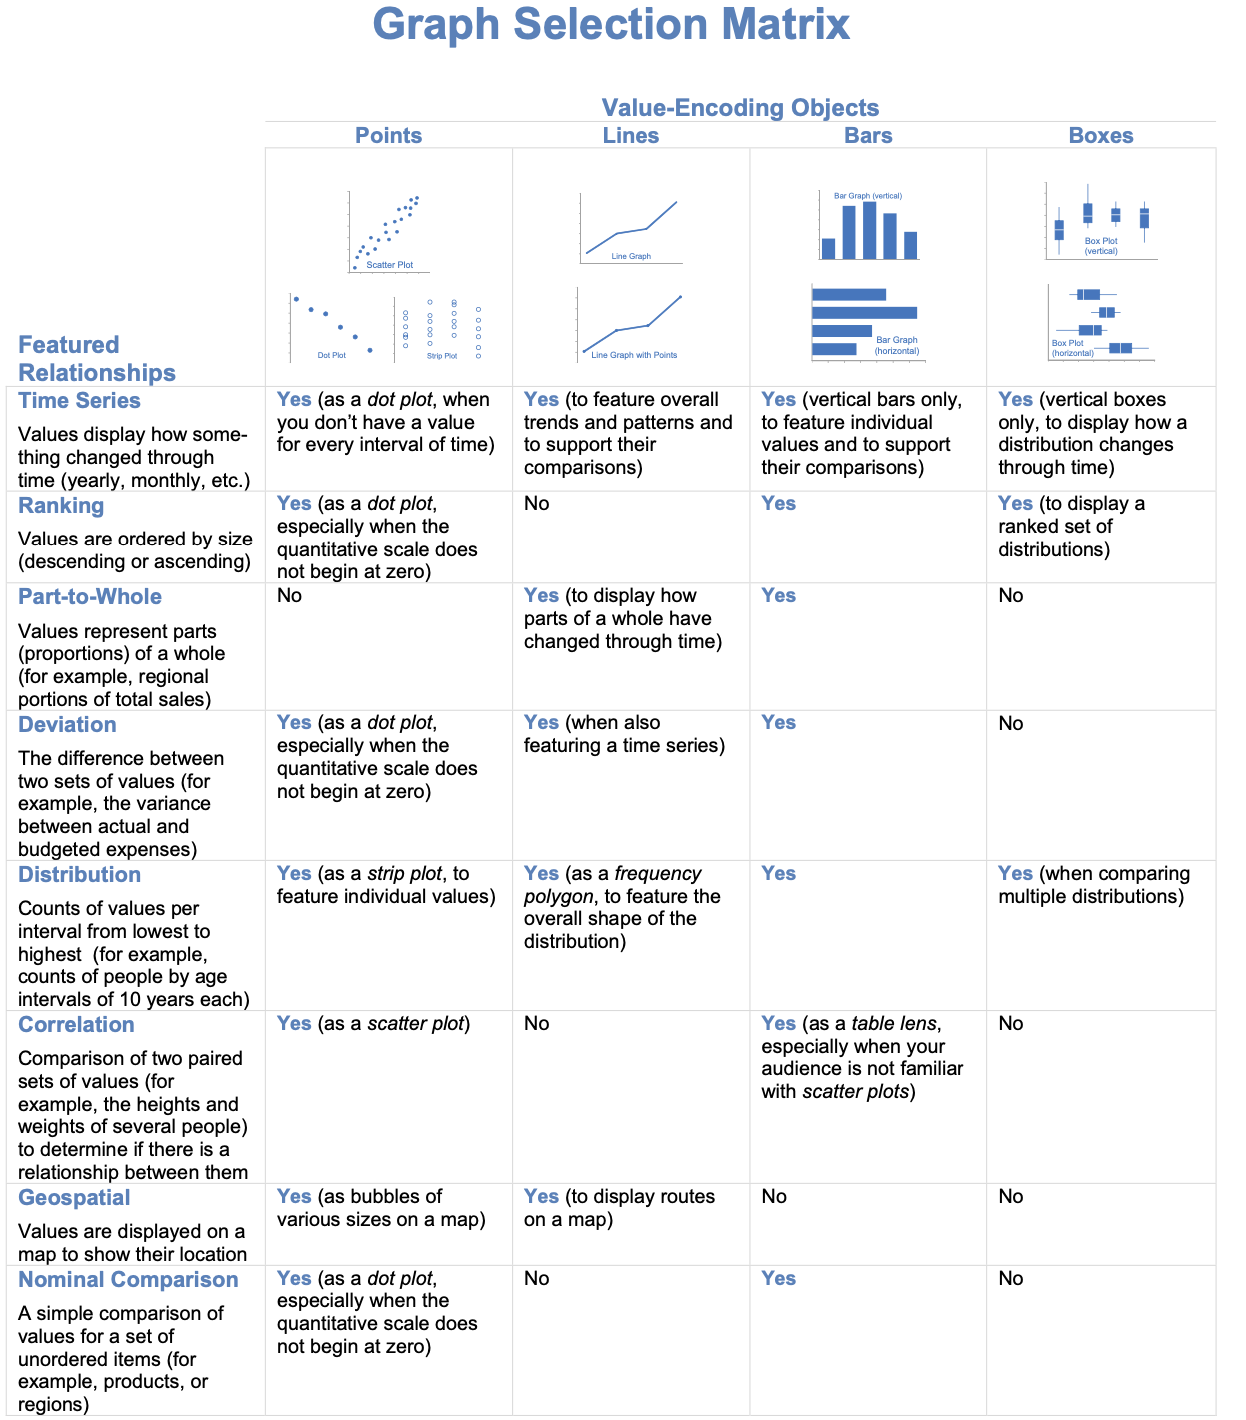 Graph Selection Matrix
Value-Encoding Objects
Points
Lines
Bars
Boxes
Scatter Plot
Dot Plot
Strip Plot
Line Graph
Line Graph with Points
Bar Graph (vertical)
Bar Graph
(horizontal)
Box Plot
(vertical)
Box Plot
(horizontal)
Featured
Relationships
Time Series
Values display how some-
thing changed through
time (yearly, monthly, etc.)
Yes (as a dot plot, when
you don’t have a value
for every interval of time)
Yes (to feature overall
trends and patterns and
to support their
comparisons)
Yes (vertical bars only,
to feature individual
values and to support
their comparisons)
Yes (vertical boxes
only, to display how a
distribution changes
through time)
Ranking
Values are ordered by size
(descending or ascending)
Yes (as a dot plot,
especially when the
quantitative scale does
not begin at zero)
No
Yes
Yes (to display a
ranked set of
distributions)
Part-to-Whole
Values represent parts
(proportions) of a whole
(for example, regional
portions of total sales)
No
Yes (to display how
parts of a whole have
changed through time)
Yes
No
Deviation
The difference between
two sets of values (for
example, the variance
between actual and
budgeted expenses)
Yes (as a dot plot,
especially when the
quantitative scale does
not begin at zero)
Yes (when also
featuring a time series)
Yes
No
Distribution
Counts of values per
interval from lowest to
highest  (for example,
counts of people by age
intervals of 10 years each)
Yes (as a strip plot, to
feature individual values)
Yes (as a frequency
polygon, to feature the
overall shape of the
distribution)
Yes
Yes (when comparing
multiple distributions)
Correlation
Comparison of two paired
sets of values (for
example, the heights and
weights of several people)
to determine if there is a
relationship between them
Yes (as a scatter plot)
No
Yes (as a table lens,
especially when your
audience is not familiar
with scatter plots)
No
Geospatial
Values are displayed on a
map to show their location
Yes (as bubbles of
various sizes on a map)
Yes (to display routes
on a map)
No
No
Nominal Comparison
A simple comparison of
values for a set of
unordered items (for
example, products, or
regions)
Yes (as a dot plot,
especially when the
quantitative scale does
not begin at zero)
No
Yes
No